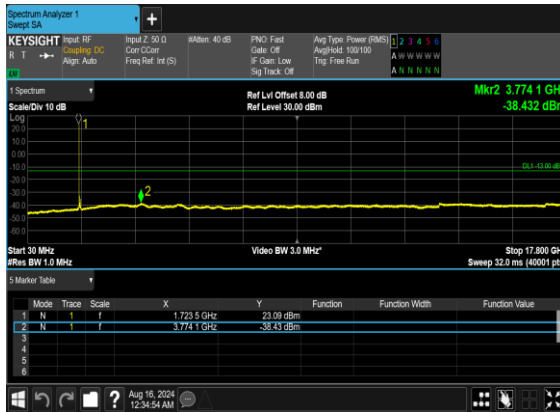 Spectrum Analyzer 1
Swept SA
+
KEYSIGHT Input: RF Input Z: 50 Ω #Atten: 40 dB PNO: Fast Avg Type: Power (RMS) 1 2 3 4 5 6
R T Coupling: DC Corr CCorr Gate: Off Avg|Hold: 100/100 A W W W W W
Align: Auto Freq Ref: Int (S) IF Gain: Low Trig: Free Run
Sig Track: Off A N N N N N
1 Spectrum Ref Lvl Offset 8.00 dB Mkr2 3.774 1 GH
Scale/Div 10 dB Ref Level 30.00 dBm -38.432 dB
Log
20.0
10.0
0.00
-10.0
DL1 -13.00 dB
-20.0
-30.0
-40.0
-50.0
-60.0
1
2
Start 30 MHz Video BW 3.0 MHz* Stop 17.800 GH
#Res BW 1.0 MHz Sweep 32.0 ms (40001 pt
5 Marker Table
Mode Trace Scale X Y Function Function Width Function Value
1 N 1 f 1.723 5 GHz 23.09 dBm
2 N 1 f 3.774 1 GHz -38.43 dBm
3
4
5
6
? Aug 16, 2024
12:34:54 AM